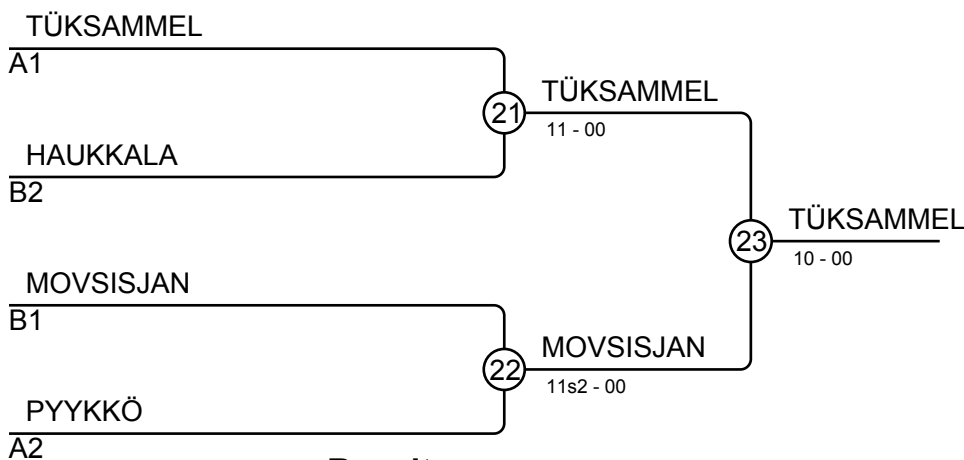 TÜKSAMMEL
A1
21
TÜKSAMMEL
11 - 00
HAUKKALA
B2
23
TÜKSAMMEL
10 - 00
MOVSISJAN
B1
22
MOVSISJAN
11s2 - 00
PYYKKÖ
A2